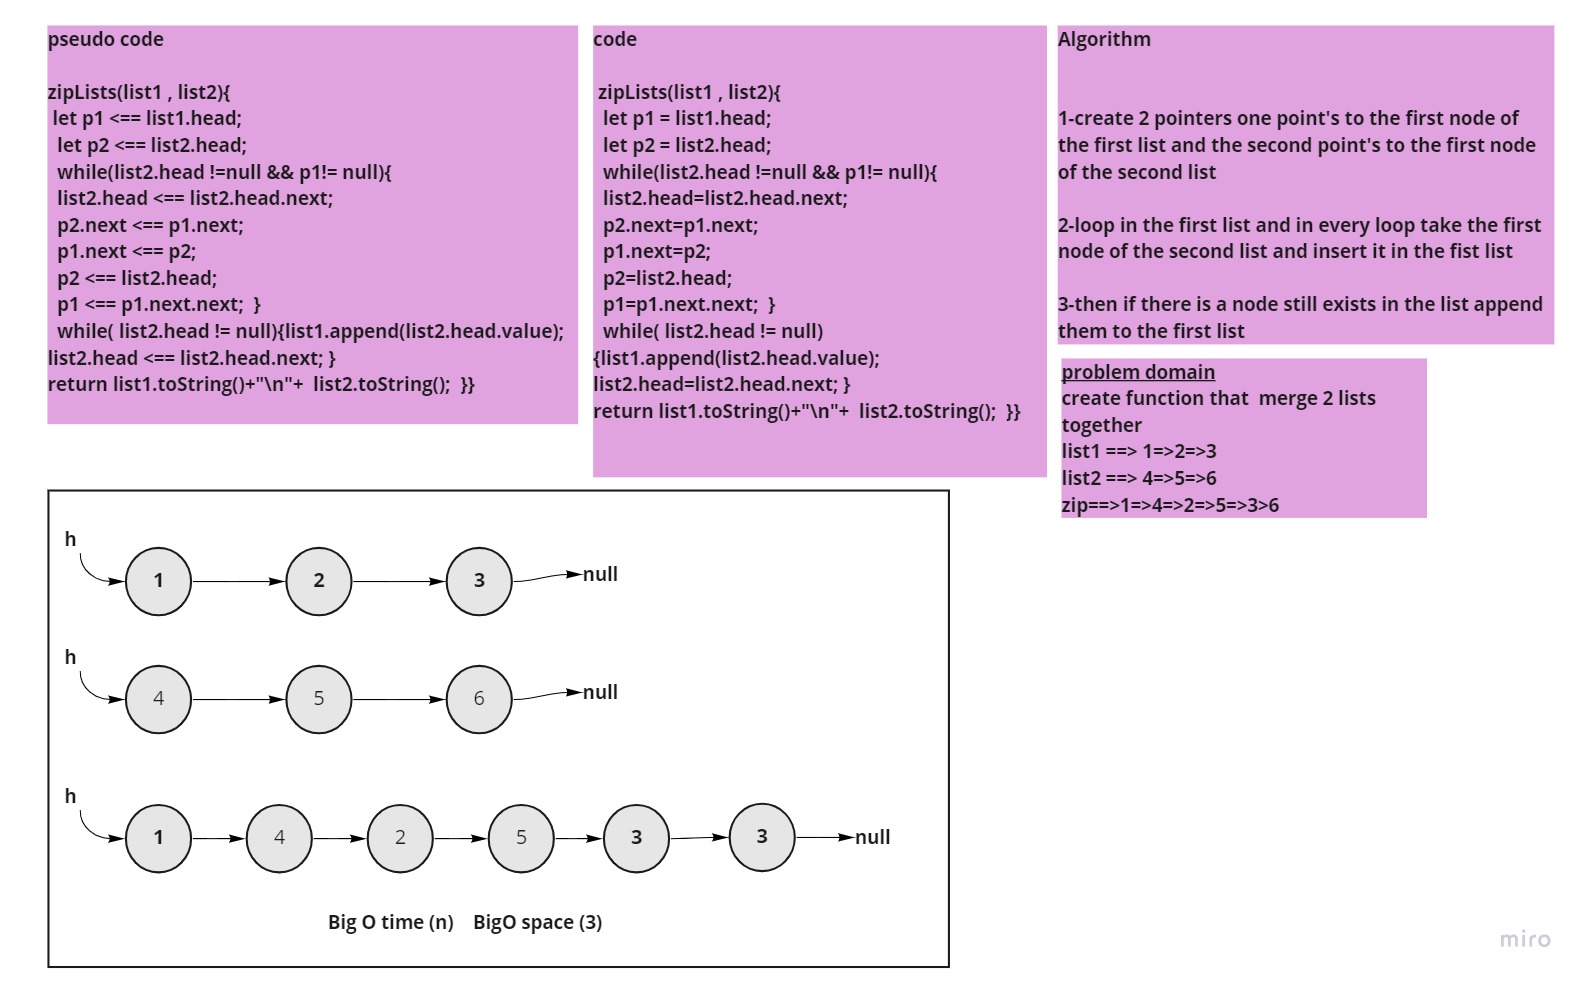 pseudo code
zipLists(list1 , list2){
let p1 <== list1.head;
let p2 <== list2.head;
while(list2.head !=null && p1!= null){
list2.head <== list2.head.next;
p2.next <== p1.next;
p1.next <== p2;
p2 <== list2.head;
p1 <== p1.next.next;  }
while( list2.head != null){list1.append(list2.head.value);
list2.head <== list2.head.next; }
return list1.toString()+"\n"+  list2.toString();  }}
code
zipLists(list1 , list2){
let p1 = list1.head;
let p2 = list2.head;
while(list2.head !=null && p1!= null){
list2.head=list2.head.next;
p2.next=p1.next;
p1.next=p2;
p2=list2.head;
p1=p1.next.next;  }
while( list2.head != null)
{list1.append(list2.head.value);
list2.head=list2.head.next; }
return list1.toString()+"\n"+  list2.toString();  }}
Algorithm
1-create 2 pointers one point's to the first node of
the first list and the second point's to the first node
of the second list
2-loop in the first list and in every loop take the first
node of the second list and insert it in the fist list
3-then if there is a node still exists in the list append
them to the first list
problem domain
create function that  merge 2 lists
together
list1 ==> 1=>2=>3
list2 ==> 4=>5=>6
zip==>1=>4=>2=>5=>3>6
h
1 2 3 null
h
4 5 6 null
h
1 4 2 5 3 3 null
Big O time (n)    BigO space (3)
miro